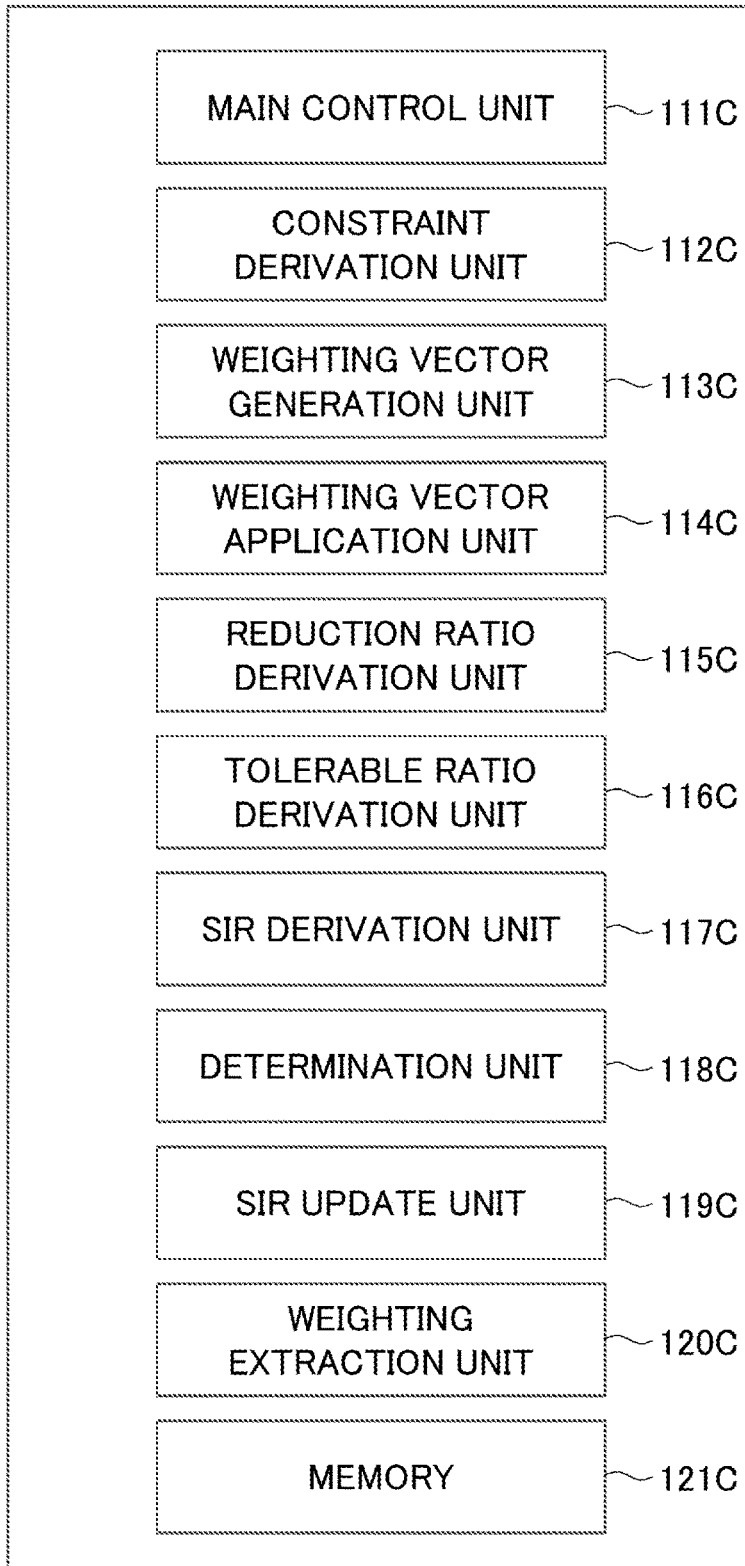 MAIN CONTROL UNIT
111C
CONSTRAINT
DERIVATION UNIT
112C
WEIGHTING VECTOR
GENERATION UNIT
113C
WEIGHTING VECTOR
APPLICATION UNIT
114C
REDUCTION RATIO
DERIVATION UNIT
115C
TOLERABLE RATIO
DERIVATION UNIT
116C
SIR DERIVATION UNIT
117C
DETERMINATION UNIT
118C
SIR UPDATE UNIT
119C
WEIGHTING
EXTRACTION UNIT
120C
MEMORY
121C